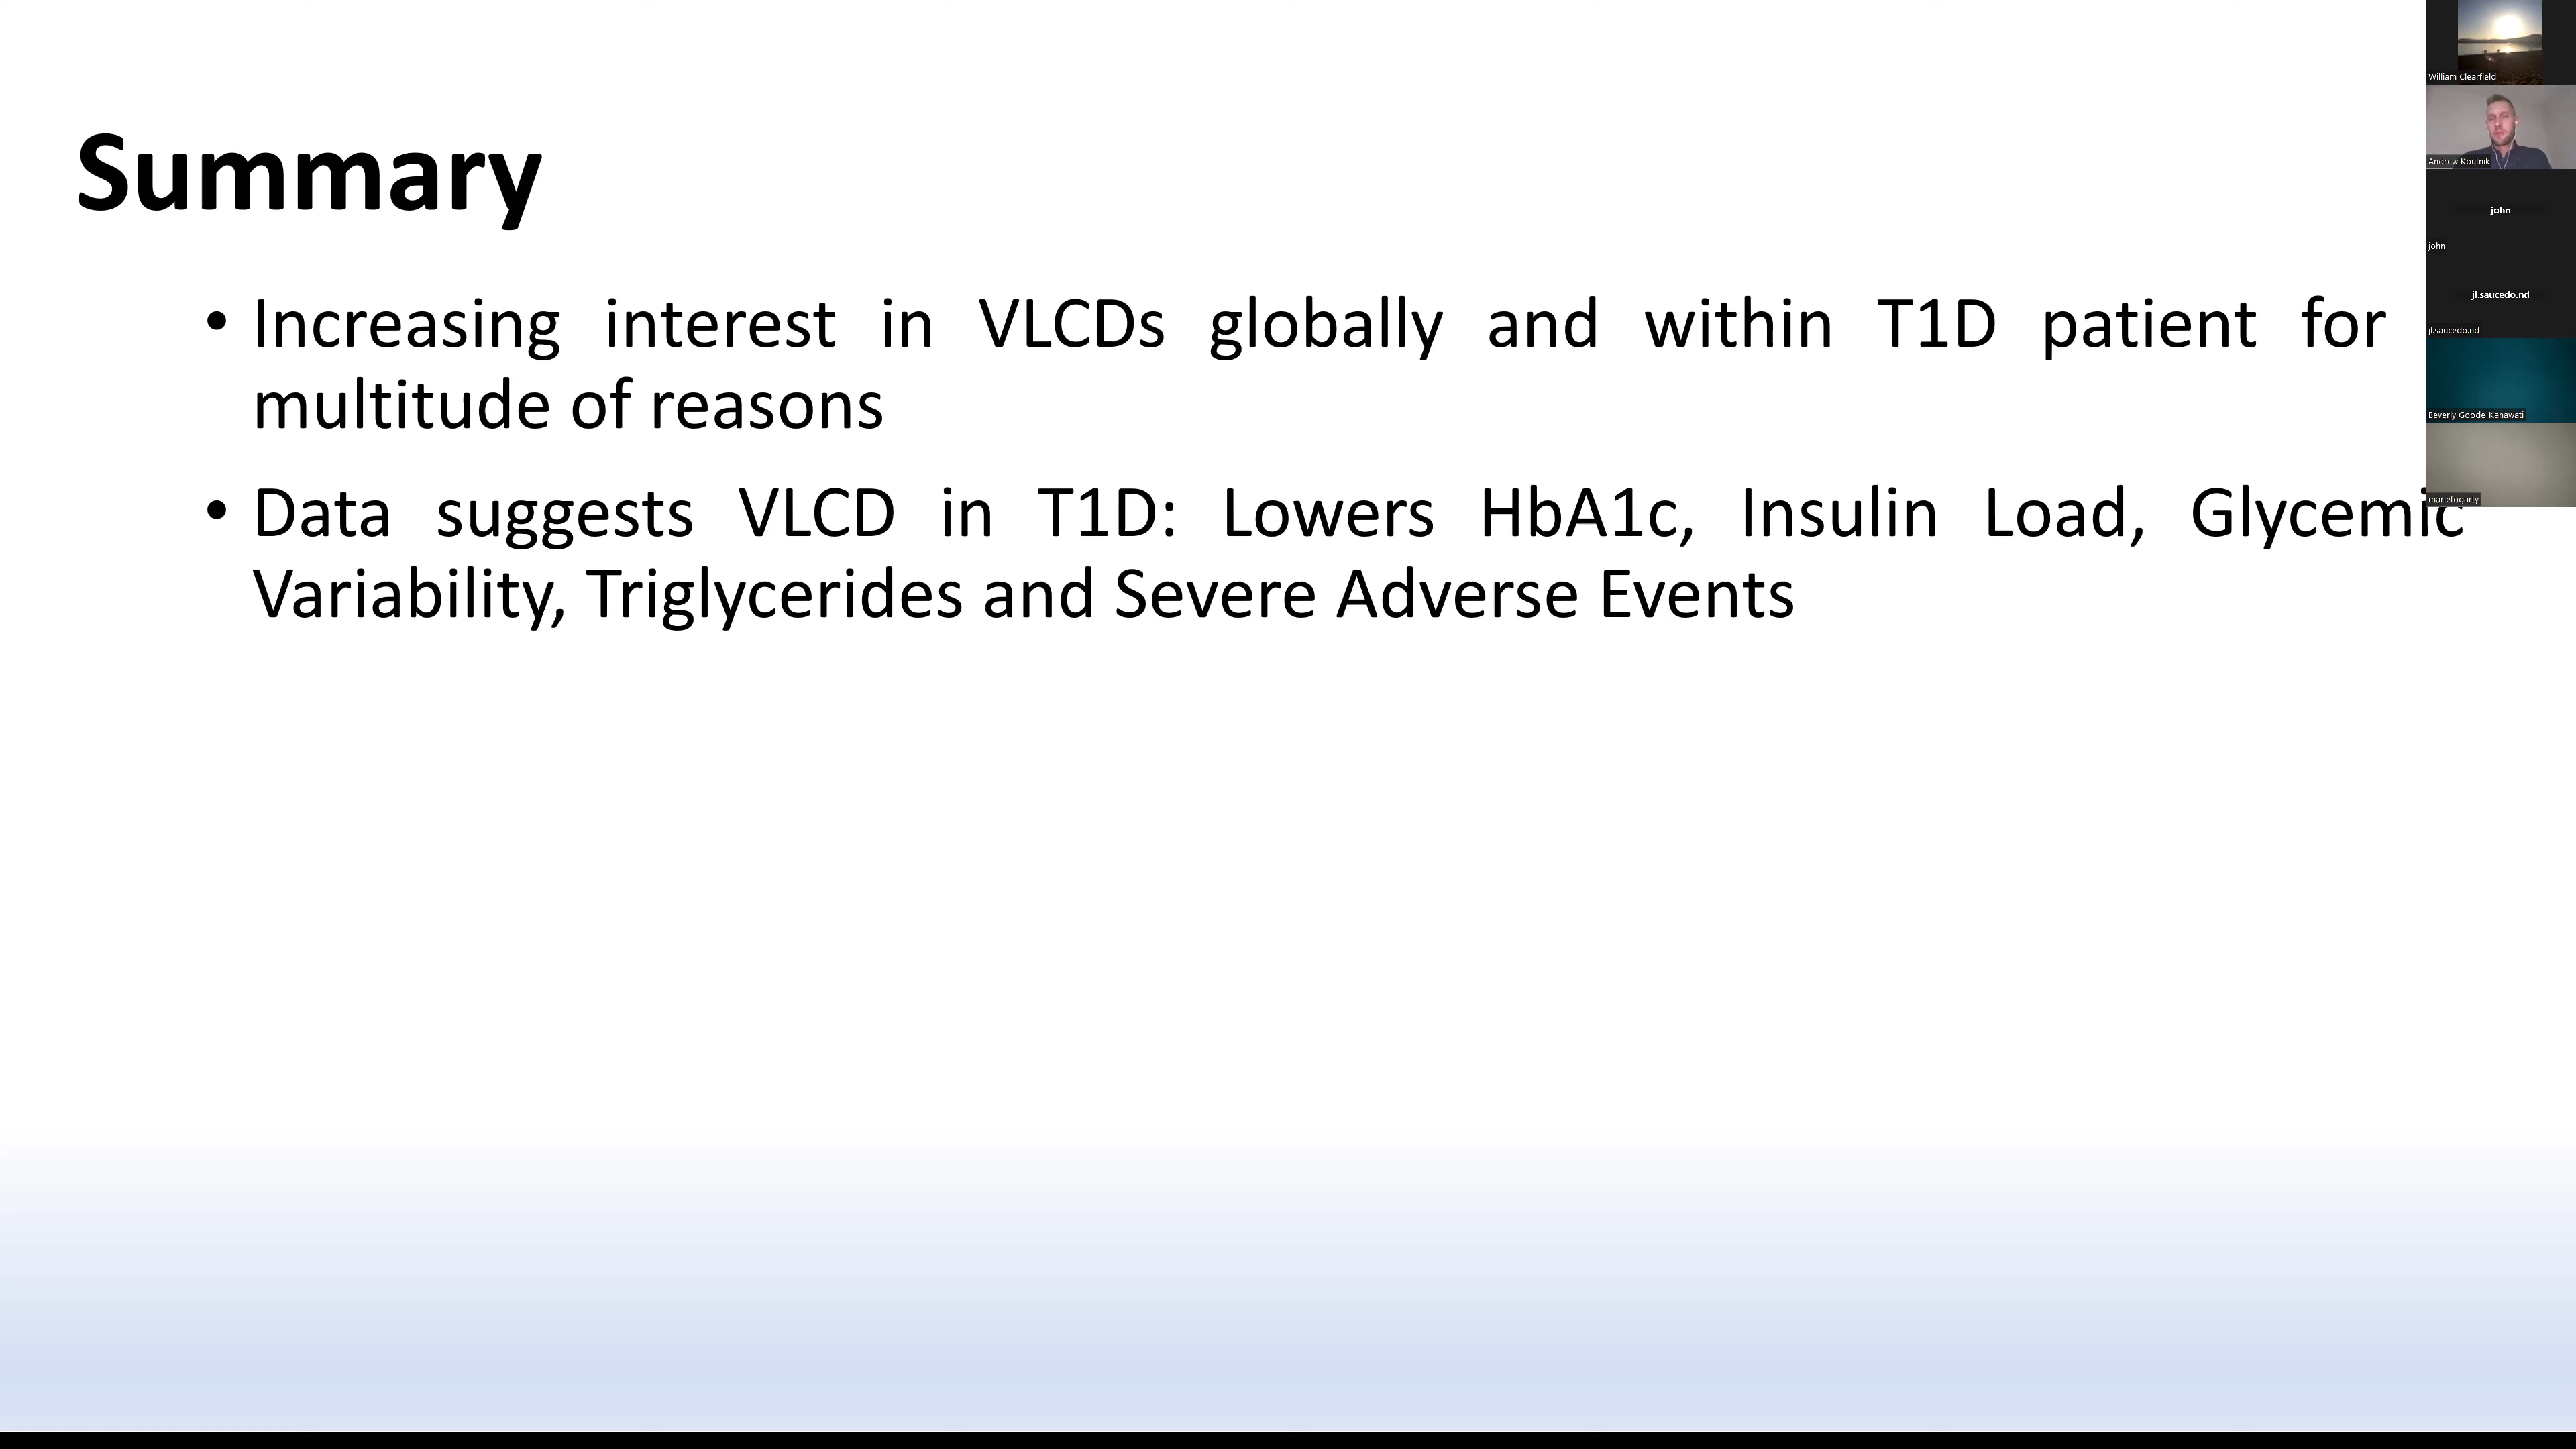 Summary
• Increasing interest in VLCDs globally and within T1D patient for
multitude of reasons
• Data suggests VLCD in T1D: Lowers HbA1c, Insulin Load, Glycemic
Variability, Triglycerides and Severe Adverse Events
William Clearfield
Andrew Koutnik
john
john
jl.saucedo.nd
jl.saucedo.nd
Beverly Goode-Kanawati
mariefogarty